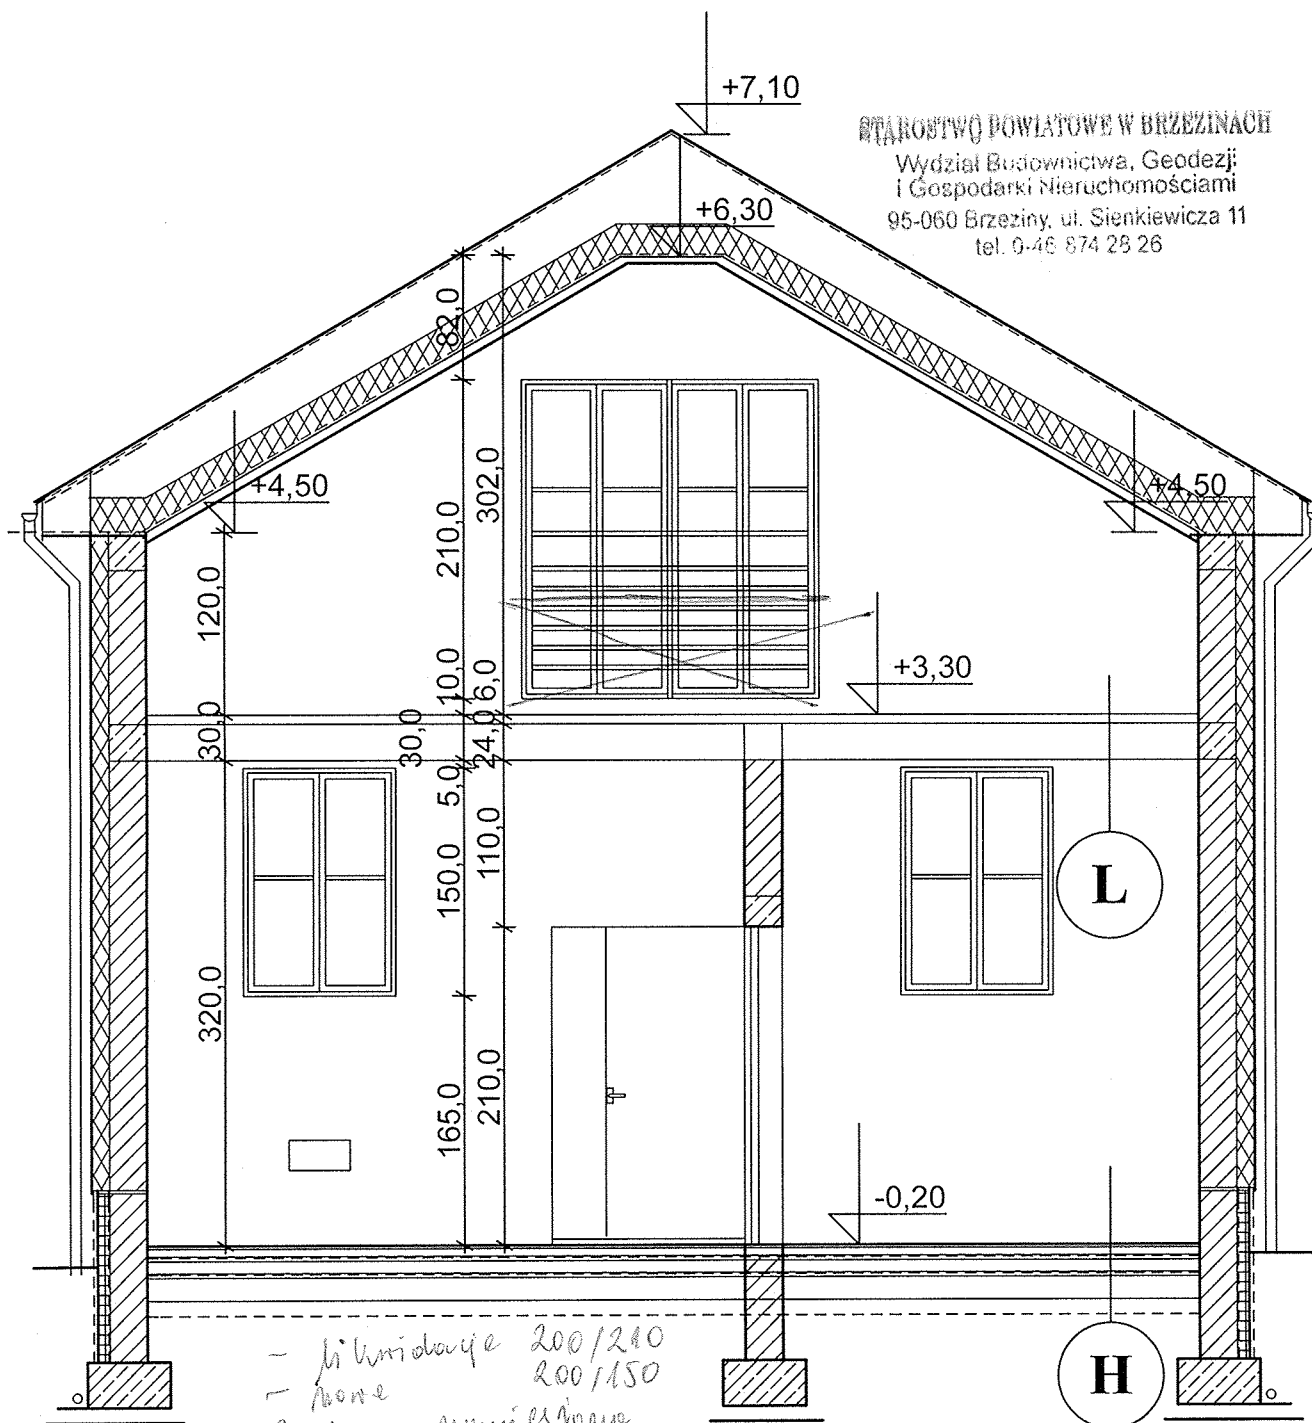 +7,10
STAROSTWO POWIATOWE W BRZEZINACH
Wydział Budownictwa, Geodezji
i Gospodarki Nieruchomościami
95-060 Brzeziny, ul. Sienkiewicza 11
tel. 0-46 874 28 26
+6,30
82,0
302,0
+4,50
+4,50
210,0
120,0
10,0
6,0
+3,30
30,0
30,0
24,0
5,0
110,0
150,0
L
320,0
165,0
210,0
-0,20
- likwidacje 200/210
- nowe 200/150
H